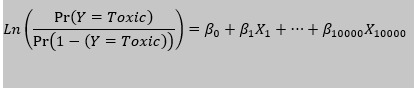 Ln ( Pr(Y = Toxic) / Pr(1 − (Y = Toxic)) ) = β₀ + β₁X₁ + ⋯ + β₁₀₀₀₀X₁₀₀₀₀